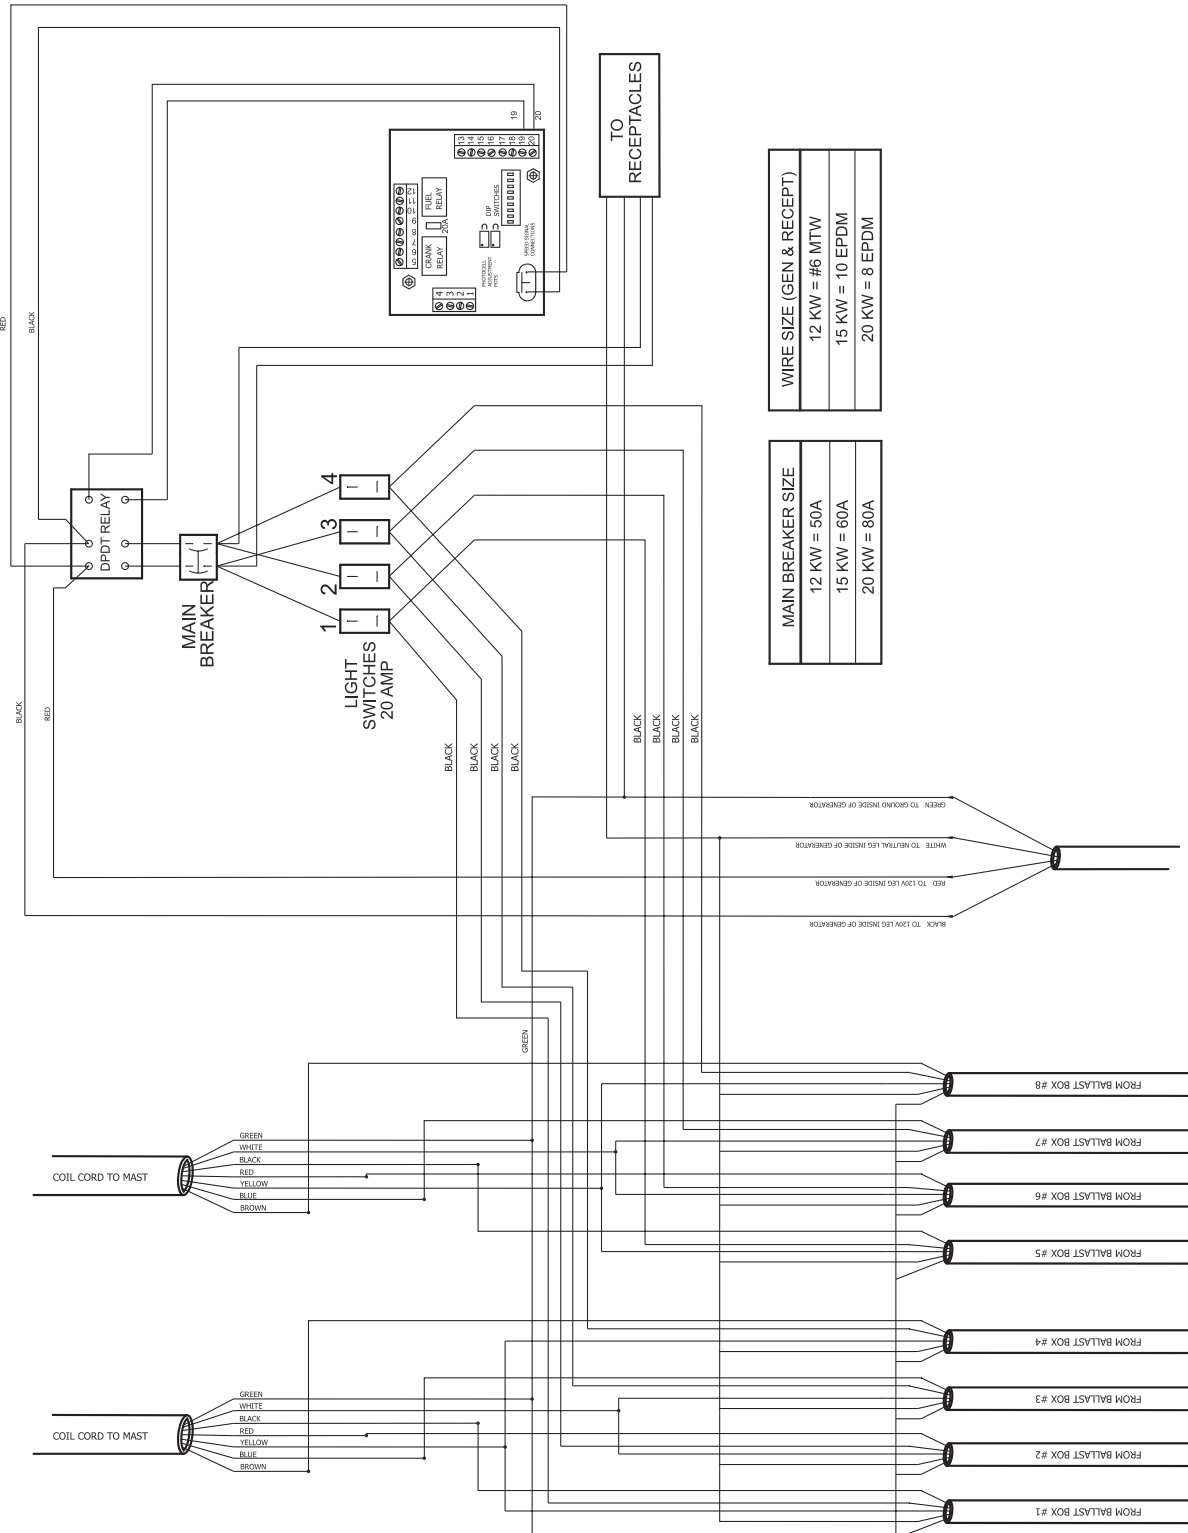 RED
BLACK
19
20
13
14
15
16
17
18
19
20
12
11
10
9
8
7
6
5
FUEL
RELAY
20A
CRANK
RELAY
DIP
SWITCHES
PHOTOCELL
ADJUSTMENT
POTS
SPEED SIGNAL
CONNECTIONS
4
3
2
1
TO
RECEPTACLES
WIRE SIZE (GEN & RECEPT)
12 KW = #6 MTW
15 KW = 10 EPDM
20 KW = 8 EPDM
MAIN BREAKER SIZE
12 KW = 50A
15 KW = 60A
20 KW = 80A
DPDT RELAY
MAIN
BREAKER
4
3
2
1
LIGHT
SWITCHES
20 AMP
BLACK
RED
BLACK
BLACK
BLACK
BLACK
BLACK
BLACK
BLACK
BLACK
GREEN TO GROUND INSIDE OF GENERATOR
WHITE TO NEUTRAL INSIDE OF GENERATOR
RED TO 120V LEG INSIDE OF GENERATOR
BLACK TO 120V LEG INSIDE OF GENERATOR
GREEN
COIL CORD TO MAST
GREEN
WHITE
BLACK
RED
YELLOW
BLUE
BROWN
FROM BALLAST BOX #8
FROM BALLAST BOX #7
FROM BALLAST BOX #6
FROM BALLAST BOX #5
COIL CORD TO MAST
GREEN
WHITE
BLACK
RED
YELLOW
BLUE
BROWN
FROM BALLAST BOX #4
FROM BALLAST BOX #3
FROM BALLAST BOX #2
FROM BALLAST BOX #1